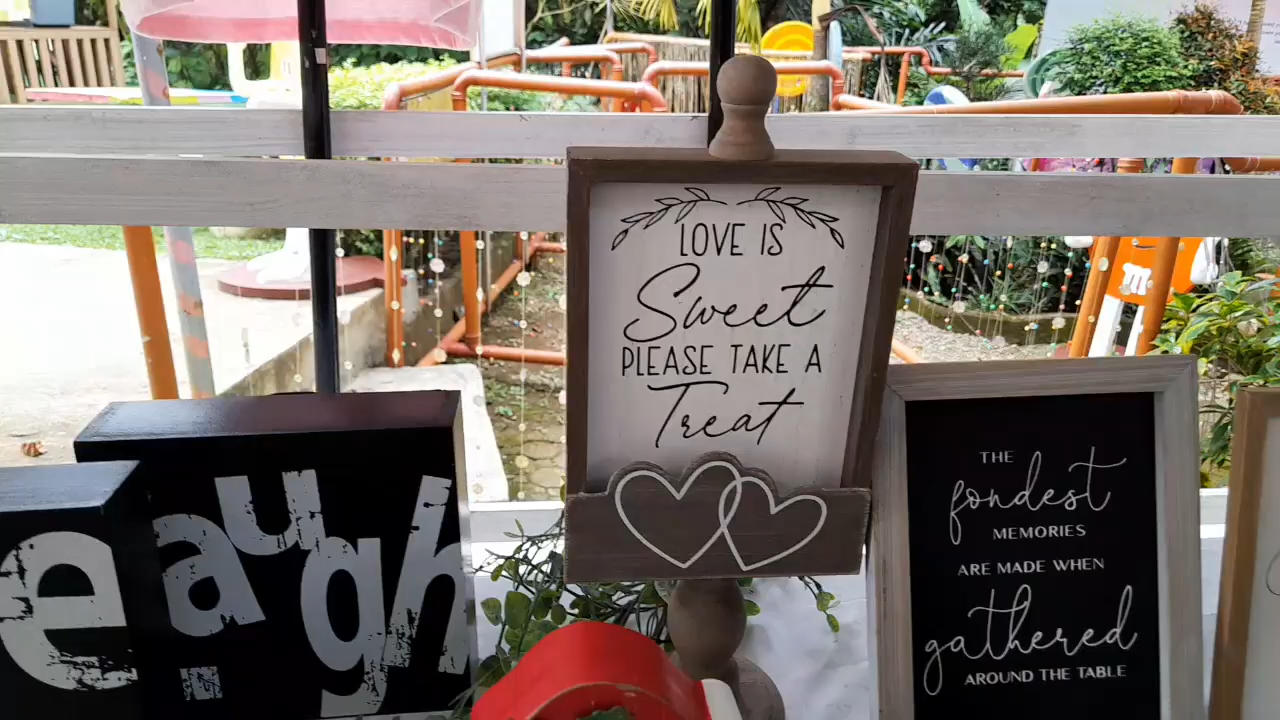 LOVE IS
Sweet
PLEASE TAKE A
Treat
THE
fondest
MEMORIES
ARE MADE WHEN
gathered
AROUND THE TABLE
augh
e
m